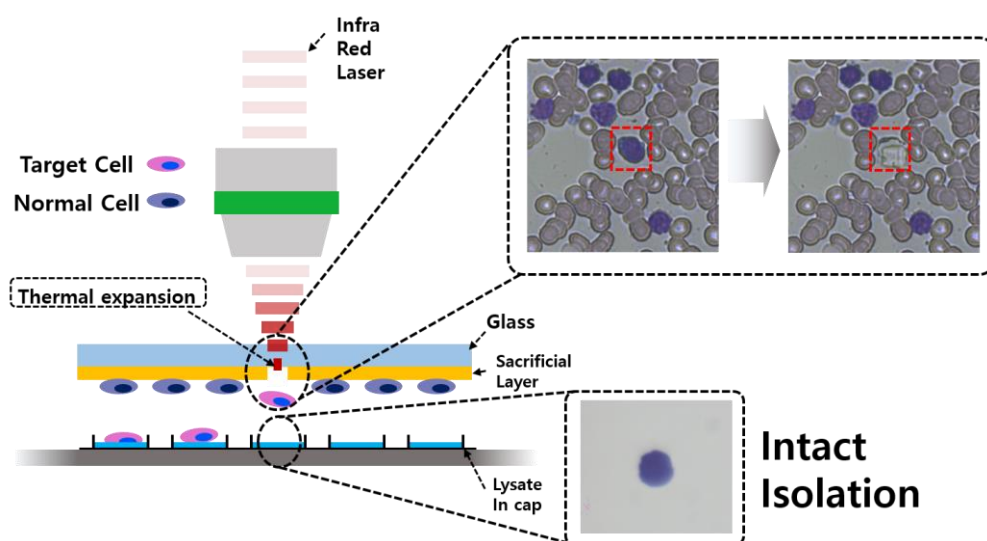 Infra
Red
Laser
Target Cell
Normal Cell
Thermal expansion
Glass
Sacrificial
Layer
Lysate
In cap
Intact
Isolation